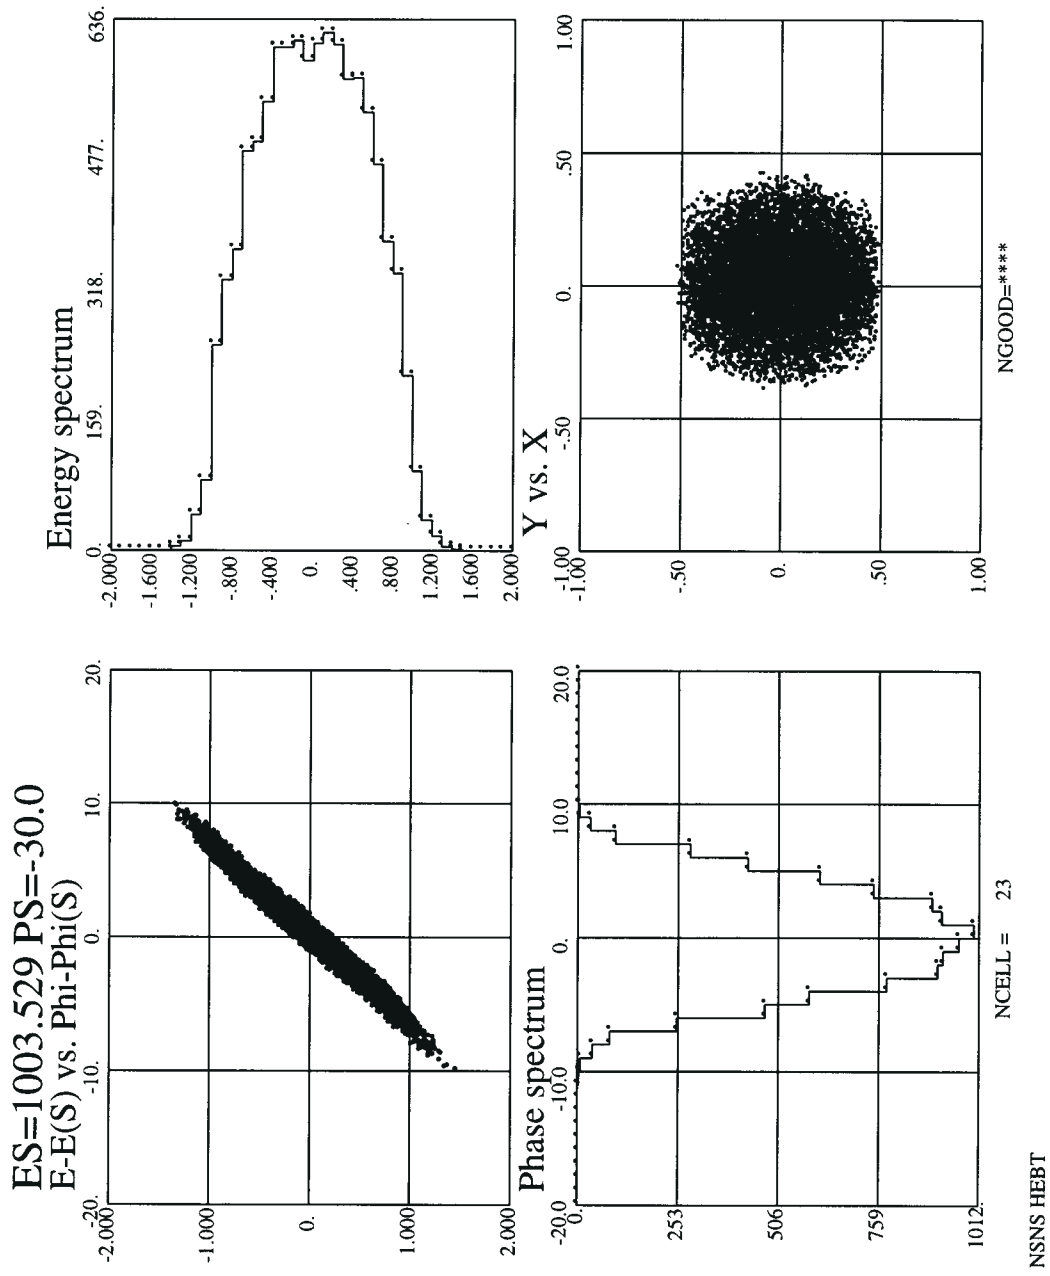 ES=1003.529 PS=-30.0
E-E(S) vs. Phi-Phi(S)
-20. -10. 0. 10. 20.
-2.000
-1.000
0.
1.000
2.000
Energy spectrum
0. 159. 318. 477. 636.
-2.000
-1.600
-1.200
-.800
-.400
0.
.400
.800
1.200
1.600
2.000
Phase spectrum
-20.0 -10.0 0. 10.0 20.0
0.
253
506
759
1012.
NCELL = 23
Y vs. X
-1.00 -.50 0. .50 1.00
-1.00
-.50
0.
.50
1.00
NGOOD=****
NSNS HEBT